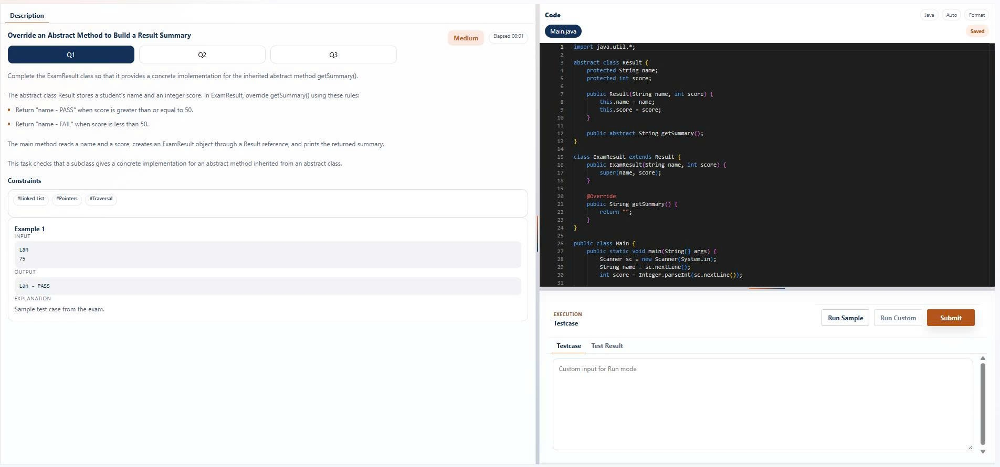 Description
Override an Abstract Method to Build a Result Summary
Medium
Elapsed 00:01
Q1
Q2
Q3
Complete the ExamResult class so that it provides a concrete implementation for the inherited abstract method getSummary().
The abstract class Result stores a student's name and an integer score. In ExamResult, override getSummary() using these rules:
• Return "name - PASS" when score is greater than or equal to 50.
• Return "name - FAIL" when score is less than 50.
The main method reads a name and a score, creates an ExamResult object through a Result reference, and prints the returned summary.
This task checks that a subclass gives a concrete implementation for an abstract method inherited from an abstract class.
Constraints
#Linked List
#Pointers
#Traversal
Example 1
INPUT
Lan
75
OUTPUT
Lan - PASS
EXPLANATION
Sample test case from the exam.
Code
Java
Auto
Format
Main.java
Saved
1 import java.util.*;
2
3 abstract class Result {
4     protected String name;
5     protected int score;
6
7     public Result(String name, int score) {
8         this.name = name;
9         this.score = score;
10     }
11
12     public abstract String getSummary();
13 }
14
15 class ExamResult extends Result {
16     public ExamResult(String name, int score) {
17         super(name, score);
18     }
19
20     @Override
21     public String getSummary() {
22         return "";
23     }
24 }
25
26 public class Main {
27     public static void main(String[] args) {
28         Scanner sc = new Scanner(System.in);
29         String name = sc.nextLine();
30         int score = Integer.parseInt(sc.nextLine());
31
EXECUTION
Testcase
Run Sample
Run Custom
Submit
Testcase
Test Result
Custom input for Run mode